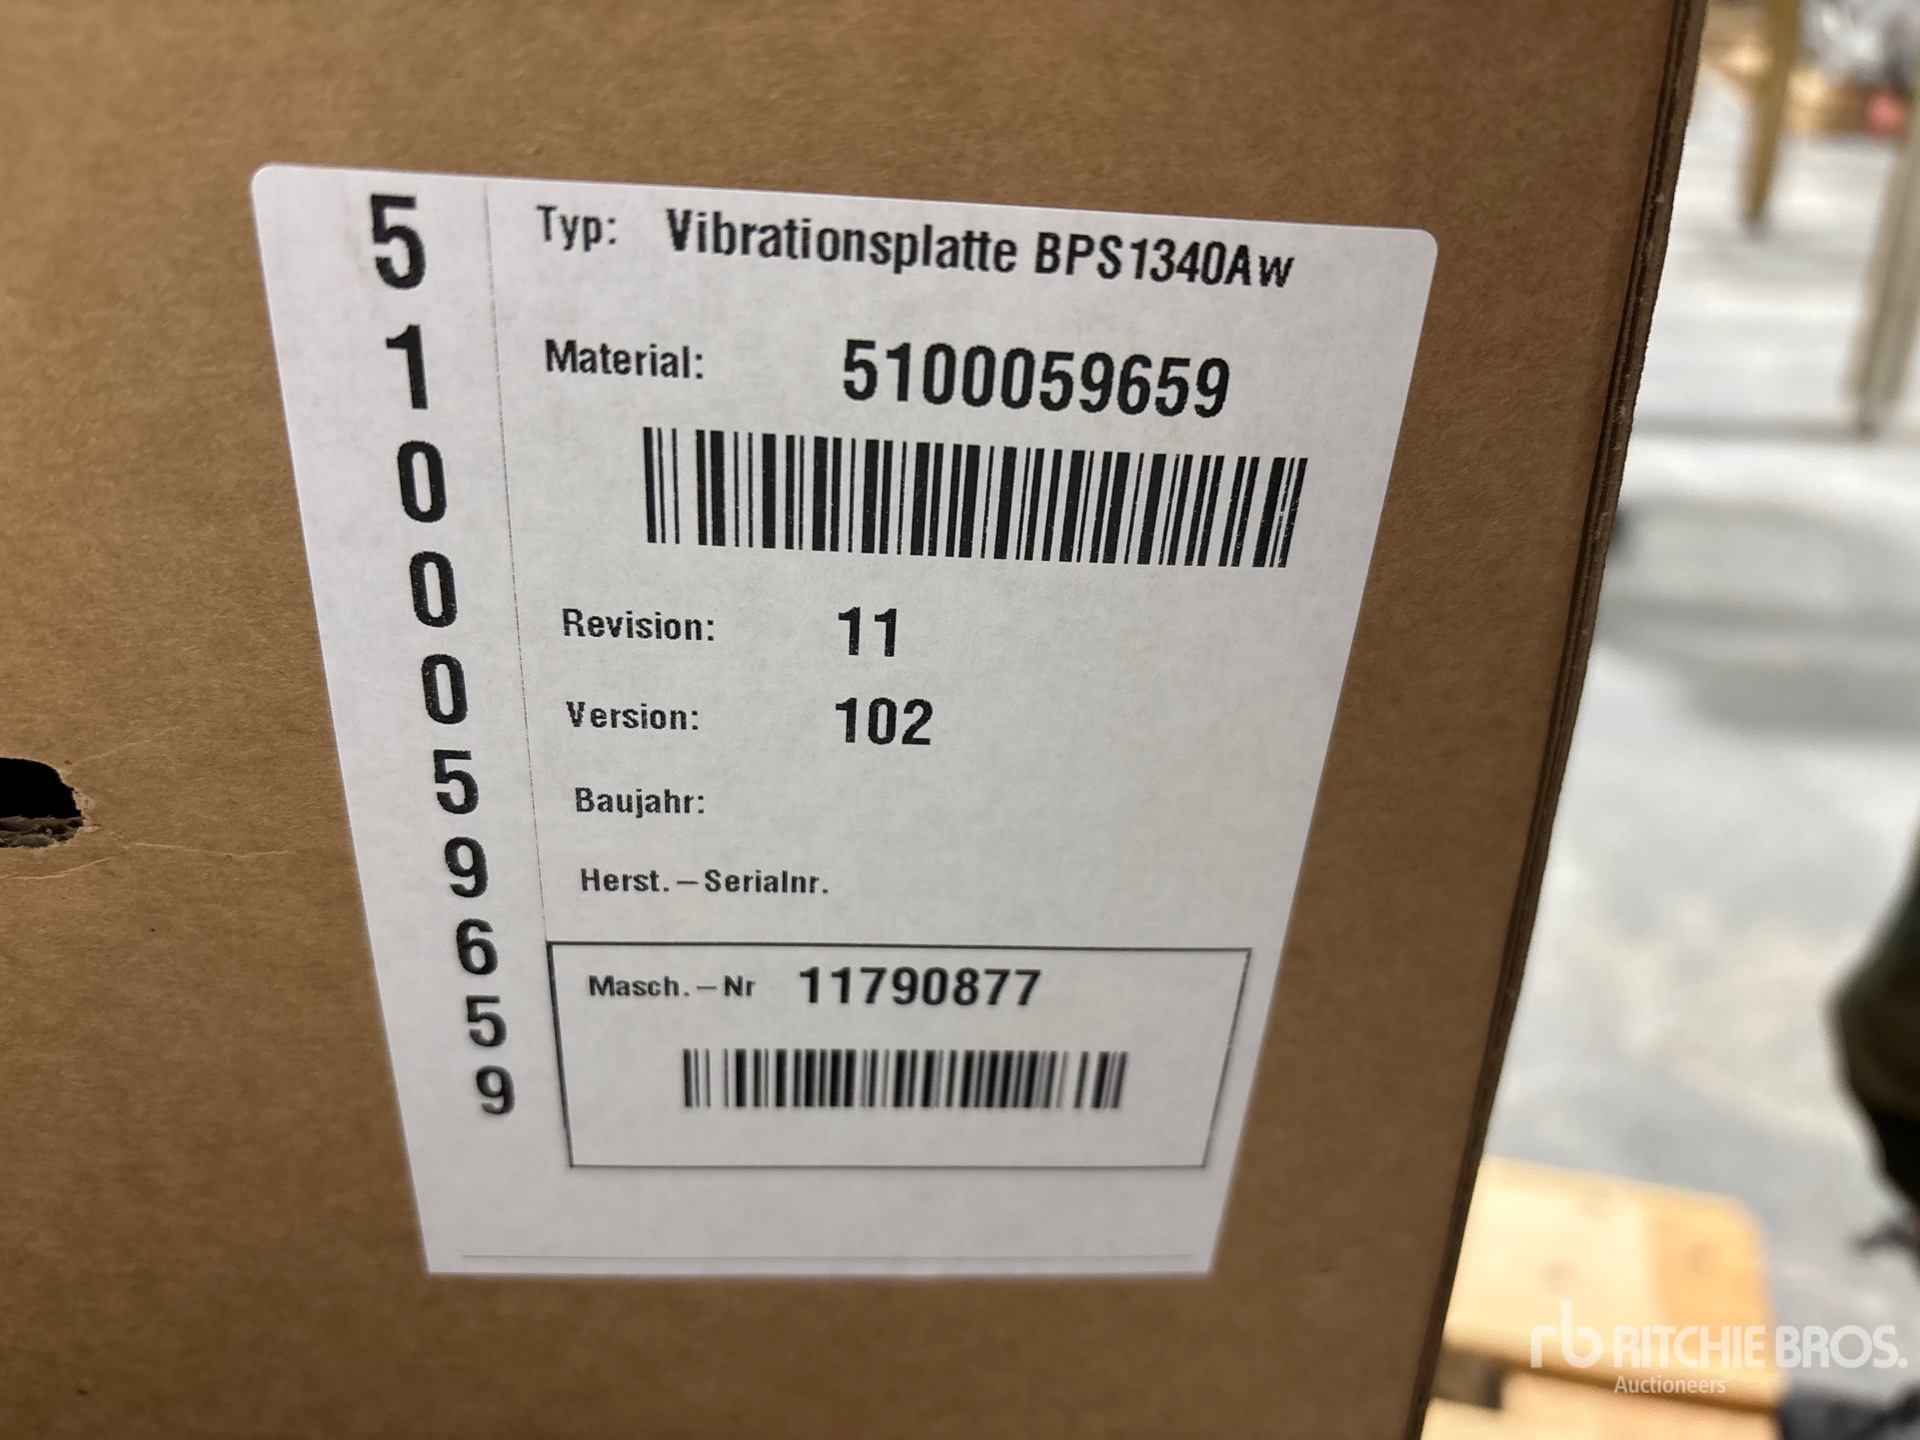 5100059659
Typ: Vibrationsplatte BPS1340Aw
Material: 5100059659
Revision: 11
Version: 102
Baujahr:
Herst.–Serialnr.
Masch.–Nr 11790877
rb RITCHIE BROS.
Auctioneers